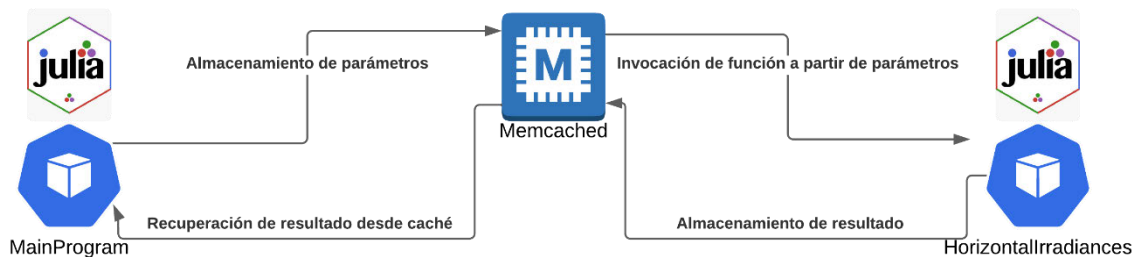 julia
julia
Almacenamiento de parámetros
M
Invocación de función a partir de parámetros
Memcached
Recuperación de resultado desde caché
Almacenamiento de resultado
MainProgram
HorizontalIrradiances